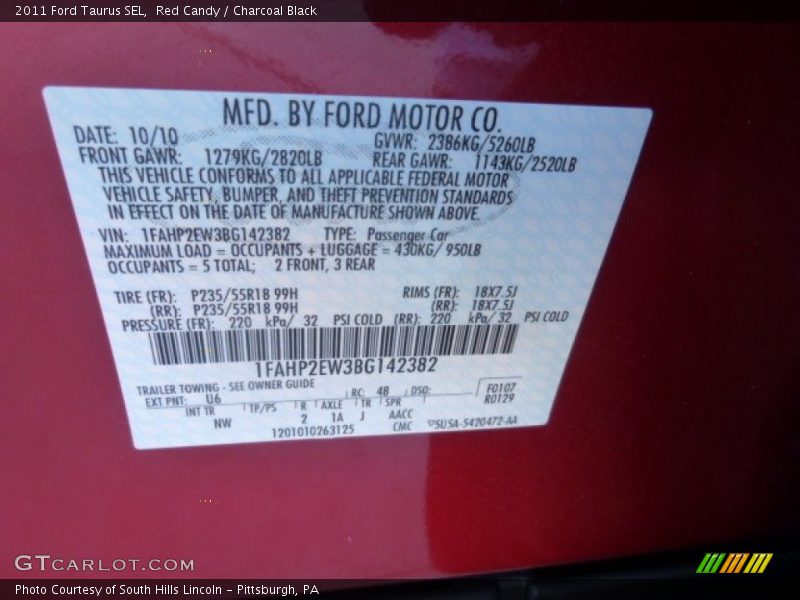 2011 Ford Taurus SEL,  Red Candy / Charcoal Black
MFD. BY FORD MOTOR CO.
DATE: 10/10 GVWR: 2386KG/5260LB
FRONT GAWR: 1279KG/2820LB REAR GAWR: 1143KG/2520LB
THIS VEHICLE CONFORMS TO ALL APPLICABLE FEDERAL MOTOR
VEHICLE SAFETY, BUMPER, AND THEFT PREVENTION STANDARDS
IN EFFECT ON THE DATE OF MANUFACTURE SHOWN ABOVE.
VIN: 1FAHP2EW3BG142382 TYPE: Passenger Car
MAXIMUM LOAD = OCCUPANTS + LUGGAGE = 430KG/ 950LB
OCCUPANTS = 5 TOTAL; 2 FRONT, 3 REAR
TIRE (FR): P235/55R18 99H RIMS (FR): 18X7.5J
(RR): P235/55R18 99H (RR): 18X7.5J
PRESSURE (FR): 220 kPa/ 32 PSI COLD (RR): 220 kPa/ 32 PSI COLD
1FAHP2EW3BG142382
TRAILER TOWING - SEE OWNER GUIDE
EXT PNT: U6 RC: 48 DSO: F0107
R0129
INT TR TP/PS R AXLE TR SPR
NW 2 1A J AACC
1201010263125 CMC ▽5USA-5420472-AA
GTcarlot.com
Photo Courtesy of South Hills Lincoln - Pittsburgh, PA